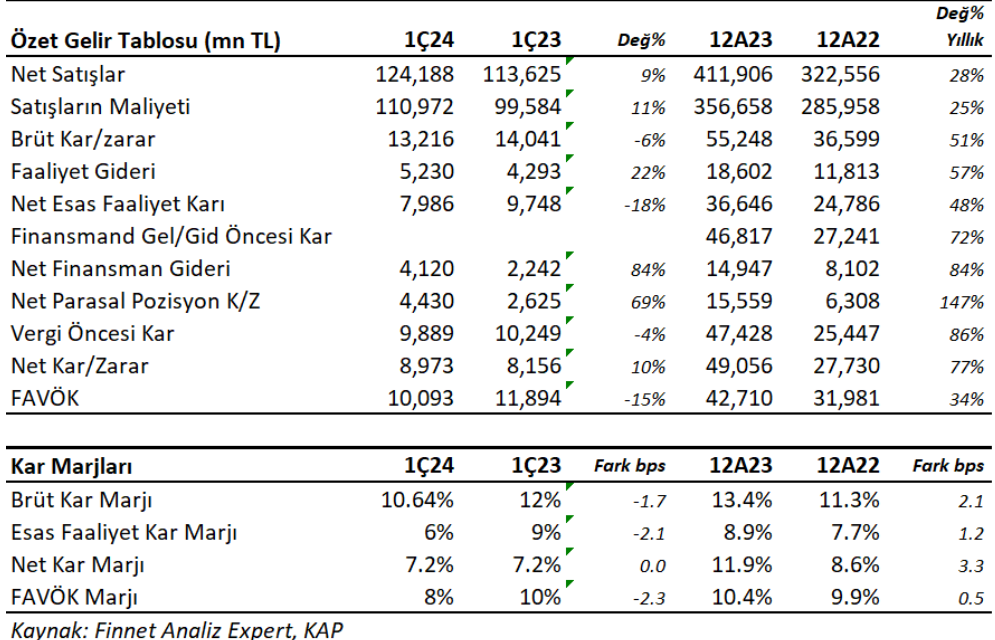 Değ%
Özet Gelir Tablosu (mn TL) 1Ç24 1Ç23 Değ% 12A23 12A22 Yıllık
Net Satışlar 124,188 113,625 9% 411,906 322,556 28%
Satışların Maliyeti 110,972 99,584 11% 356,658 285,958 25%
Brüt Kar/zarar 13,216 14,041 -6% 55,248 36,599 51%
Faaliyet Gideri 5,230 4,293 22% 18,602 11,813 57%
Net Esas Faaliyet Karı 7,986 9,748 -18% 36,646 24,786 48%
Finansmand Gel/Gid Öncesi Kar 46,817 27,241 72%
Net Finansman Gideri 4,120 2,242 84% 14,947 8,102 84%
Net Parasal Pozisyon K/Z 4,430 2,625 69% 15,559 6,308 147%
Vergi Öncesi Kar 9,889 10,249 -4% 47,428 25,447 86%
Net Kar/Zarar 8,973 8,156 10% 49,056 27,730 77%
FAVÖK 10,093 11,894 -15% 42,710 31,981 34%
Kar Marjları 1Ç24 1Ç23 Fark bps 12A23 12A22 Fark bps
Brüt Kar Marjı 10.64% 12% -1.7 13.4% 11.3% 2.1
Esas Faaliyet Kar Marjı 6% 9% -2.1 8.9% 7.7% 1.2
Net Kar Marjı 7.2% 7.2% 0.0 11.9% 8.6% 3.3
FAVÖK Marjı 8% 10% -2.3 10.4% 9.9% 0.5
Kaynak: Finnet Analiz Expert, KAP